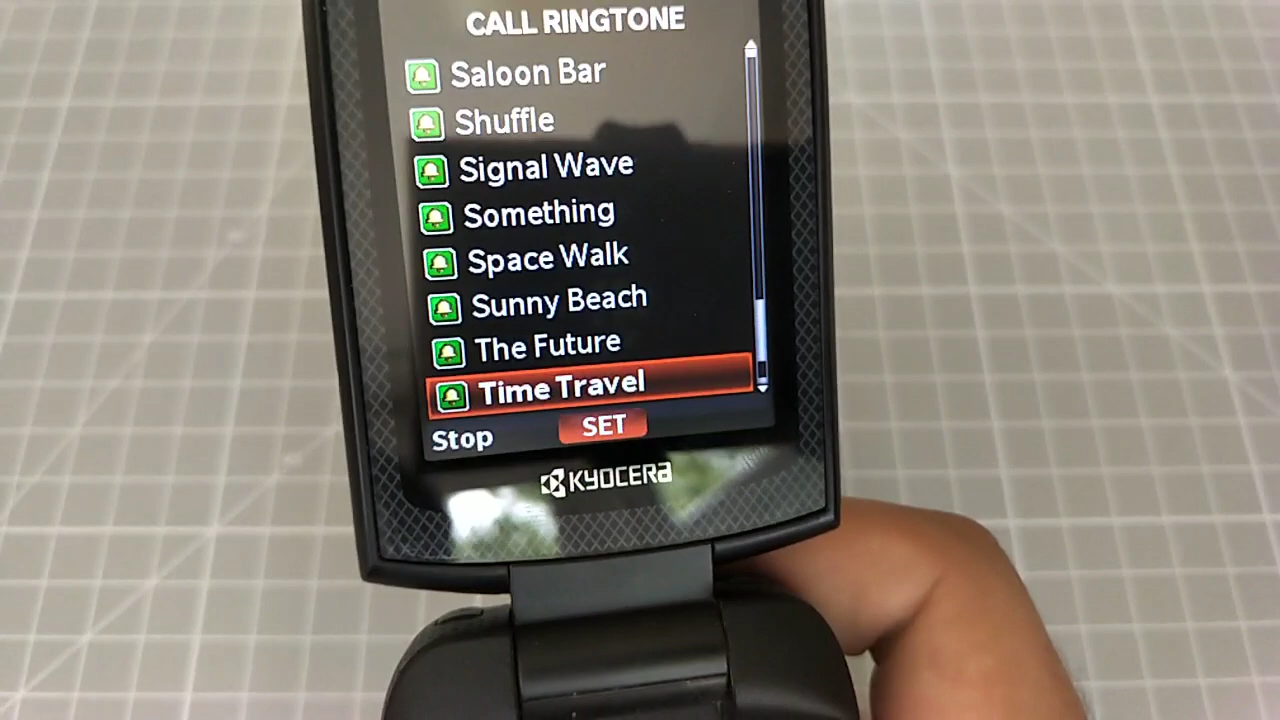 CALL RINGTONE
Saloon Bar
Shuffle
Signal Wave
Something
Space Walk
Sunny Beach
The Future
Time Travel
Stop SET
KYOCERA